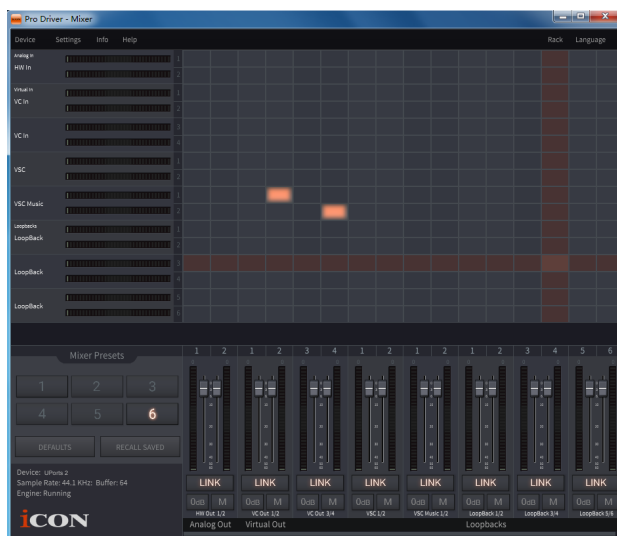 Pro Driver - Mixer
Device Settings Info Help Rack Language
Analog In
HW In
1
2
Virtual In
VC In
1
2
VC In
3
4
VSC
1
2
VSC Music
1
2
Loopbacks
LoopBack
1
2
LoopBack
3
4
LoopBack
5
6
Mixer Presets
1 2 3
4 5 6
DEFAULTS RECALL SAVED
Device: UPorts 2
Sample Rate: 44.1 KHz: Buffer: 64
Engine: Running
iCON
1 2 1 2 3 4 1 2 1 2 1 2 3 4 5 6
LINK LINK LINK LINK LINK LINK LINK LINK
0dB M 0dB M 0dB M 0dB M 0dB M 0dB M 0dB M 0dB M
HW Out 1/2 VC Out 1/2 VC Out 3/4 VSC 1/2 VSC Music 1/2 LoopBack 1/2 LoopBack 3/4 LoopBack 5/6
Analog Out Virtual Out Loopbacks